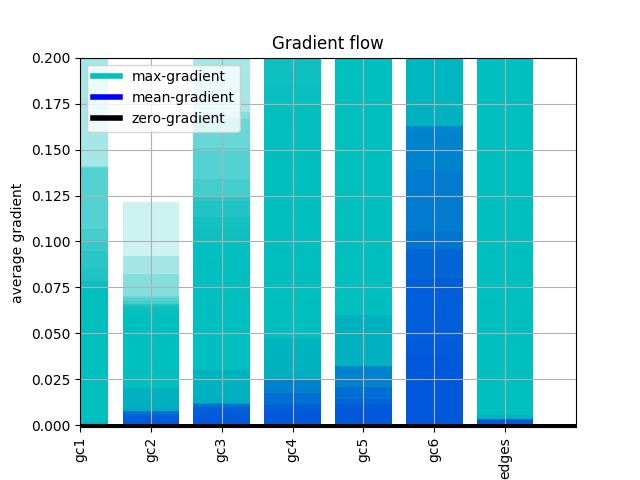 Gradient flow
max-gradient
mean-gradient
zero-gradient
average gradient
0.200
0.175
0.150
0.125
0.100
0.075
0.050
0.025
0.000
gc1
gc2
gc3
gc4
gc5
gc6
edges